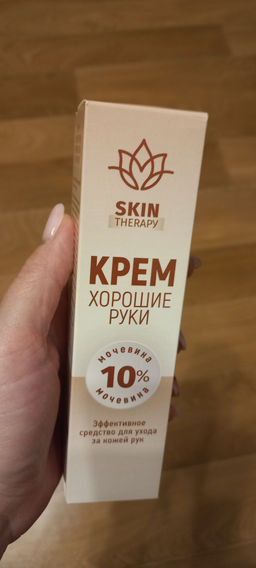 SKIN
THERAPY
КРЕМ
ХОРОШИЕ
РУКИ
мочевина
10%
мочевина
Эффективное
средство для ухода
за кожей рук